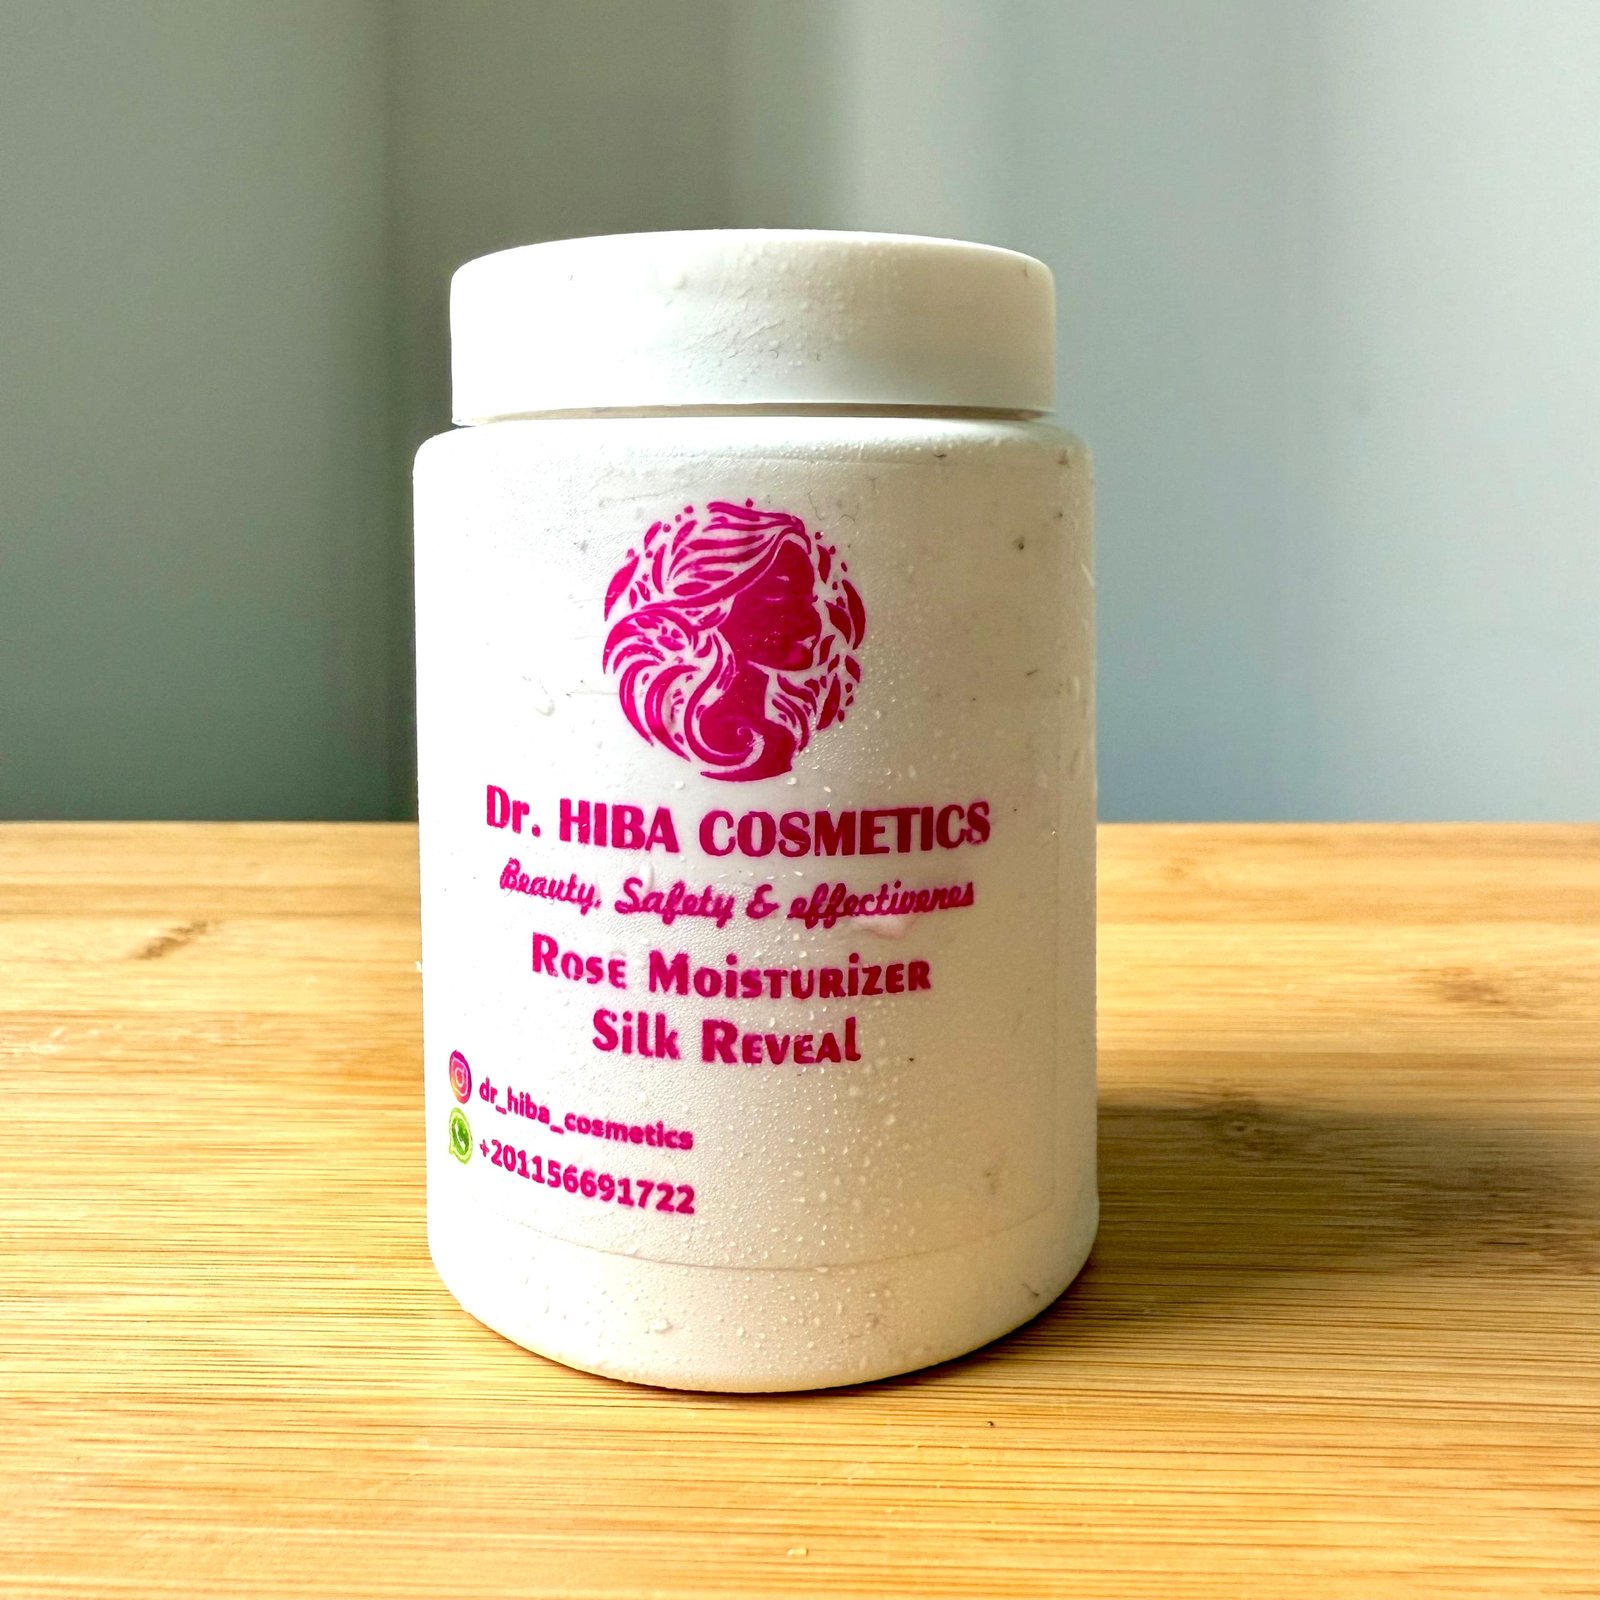 Dr. HIBA COSMETICS
Beauty, Safety & effectivenes
Rose Moisturizer
Silk Reveal
dr_hiba_cosmetics
+201156691722